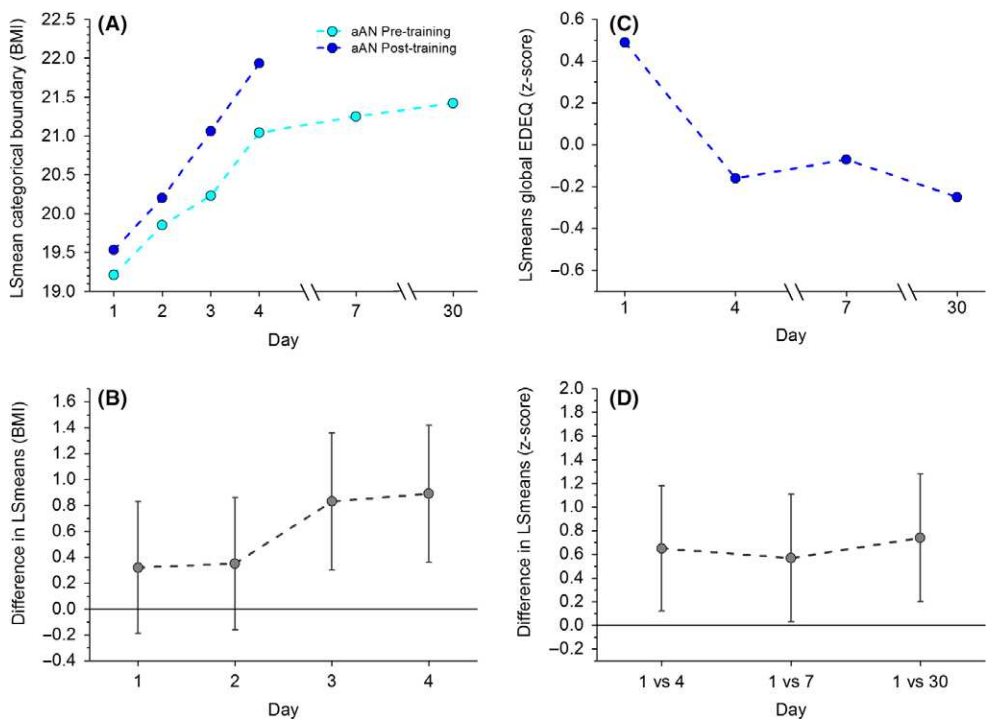 (A)
aAN Pre-training
aAN Post-training
LSmean categorical boundary (BMI)
22.5
22.0
21.5
21.0
20.5
20.0
19.5
19.0
1 2 3 4 7 30
Day
(C)
LSmeans global EDEQ (z-score)
0.6
0.4
0.2
0.0
−0.2
−0.4
−0.6
1 4 7 30
Day
(B)
Difference in LSmeans (BMI)
1.6
1.4
1.2
1.0
0.8
0.6
0.4
0.2
0.0
−0.2
−0.4
1 2 3 4
Day
(D)
Difference in LSmeans (z-score)
2.0
1.8
1.6
1.4
1.2
1.0
0.8
0.6
0.4
0.2
0.0
−0.2
1 vs 4 1 vs 7 1 vs 30
Day